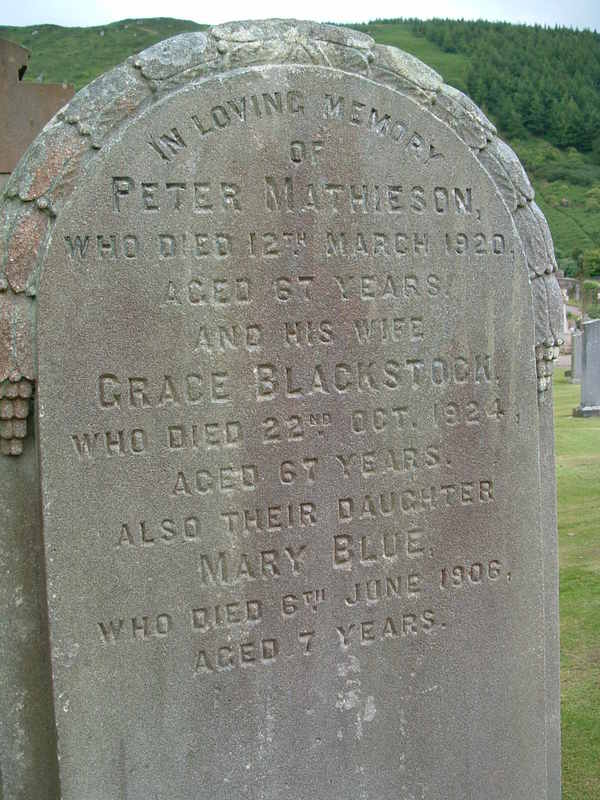 IN LOVING MEMORY
OF
PETER MATHIESON,
WHO DIED 12TH MARCH 1920.
AGED 67 YEARS.
AND HIS WIFE
GRACE BLACKSTOCK,
WHO DIED 22ND OCT. 1924,
AGED 67 YEARS.
ALSO THEIR DAUGHTER
MARY BLUE,
WHO DIED 6TH JUNE 1906,
AGED 7 YEARS.